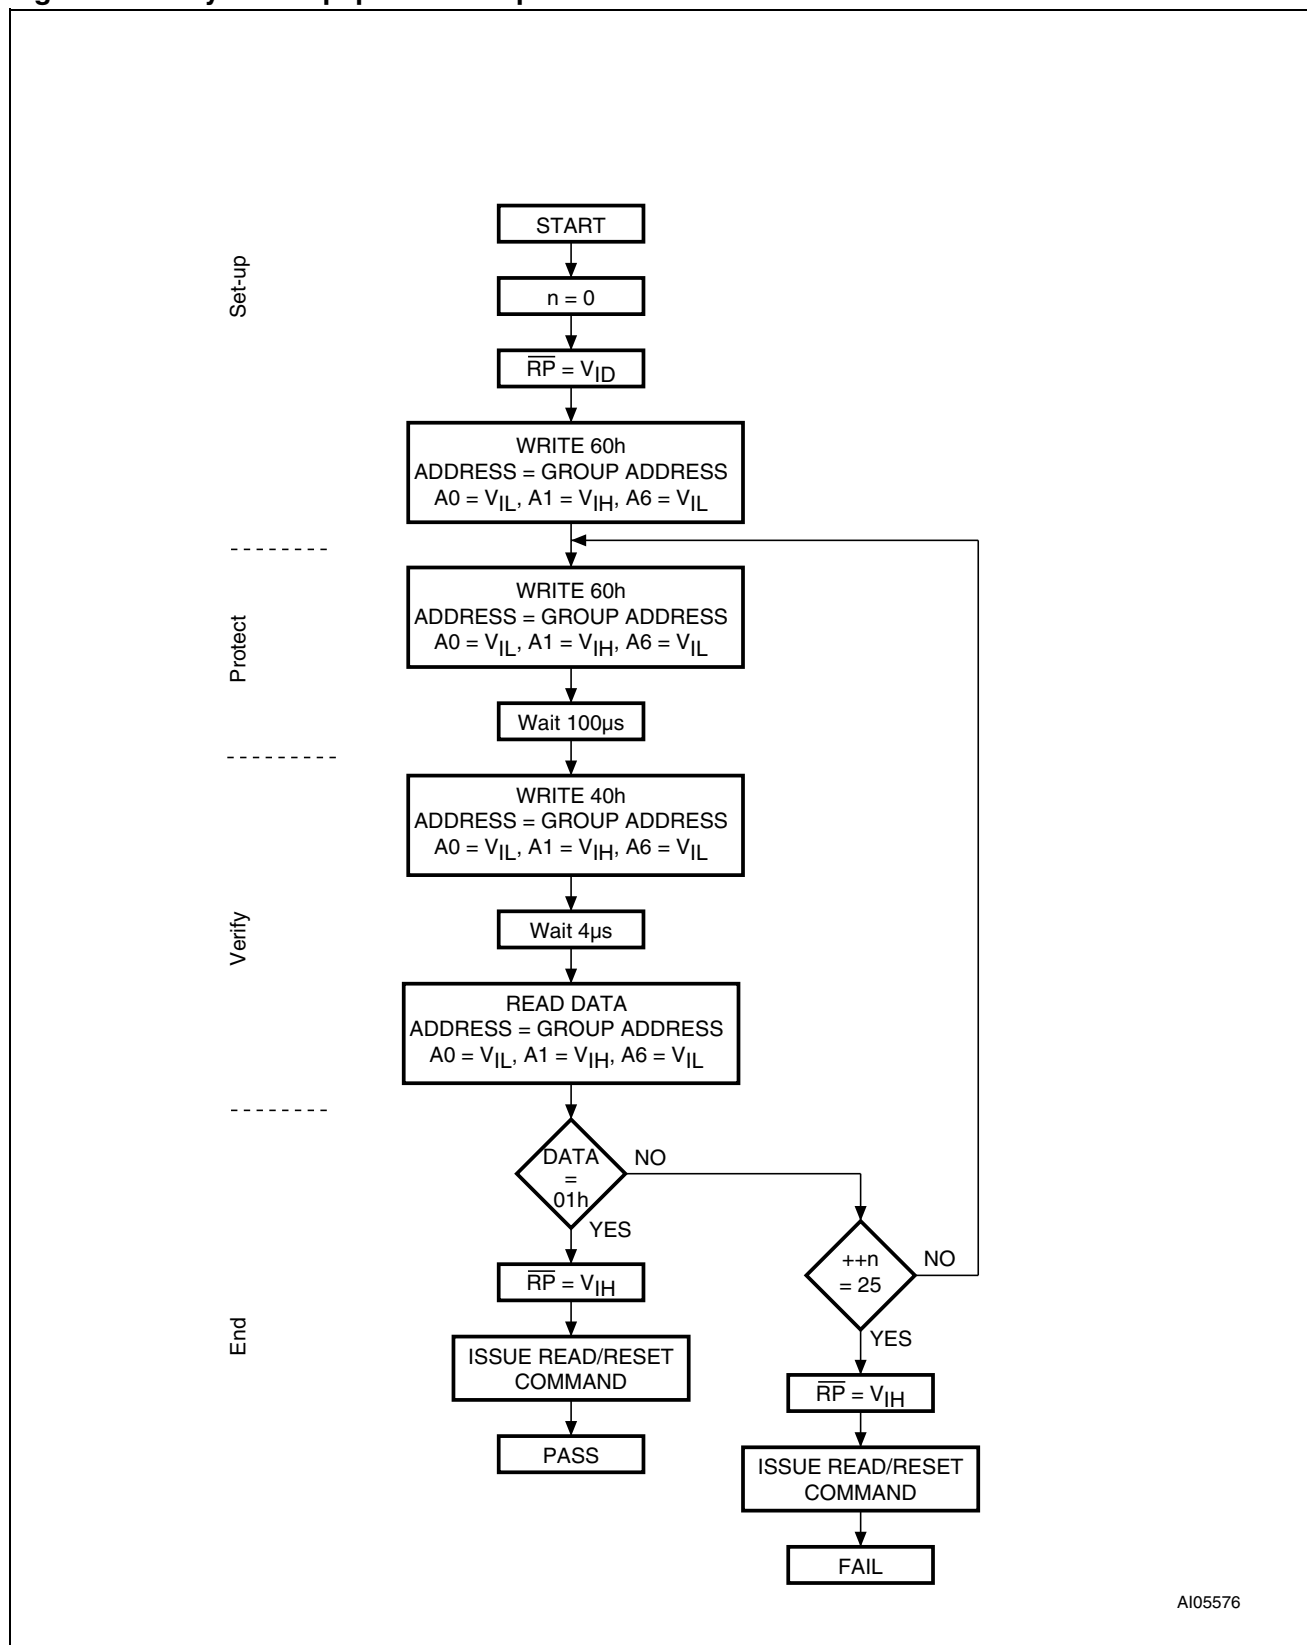 Set-up
START
n = 0
R̅P̅ = VID
WRITE 60h
ADDRESS = GROUP ADDRESS
A0 = VIL, A1 = VIH, A6 = VIL
Protect
WRITE 60h
ADDRESS = GROUP ADDRESS
A0 = VIL, A1 = VIH, A6 = VIL
Wait 100µs
Verify
WRITE 40h
ADDRESS = GROUP ADDRESS
A0 = VIL, A1 = VIH, A6 = VIL
Wait 4µs
READ DATA
ADDRESS = GROUP ADDRESS
A0 = VIL, A1 = VIH, A6 = VIL
End
DATA
=
01h
NO
YES
++n
= 25
NO
YES
R̅P̅ = VIH
ISSUE READ/RESET
COMMAND
PASS
R̅P̅ = VIH
ISSUE READ/RESET
COMMAND
FAIL
AI05576